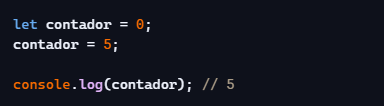 let contador = 0;
contador = 5;
console.log(contador); // 5